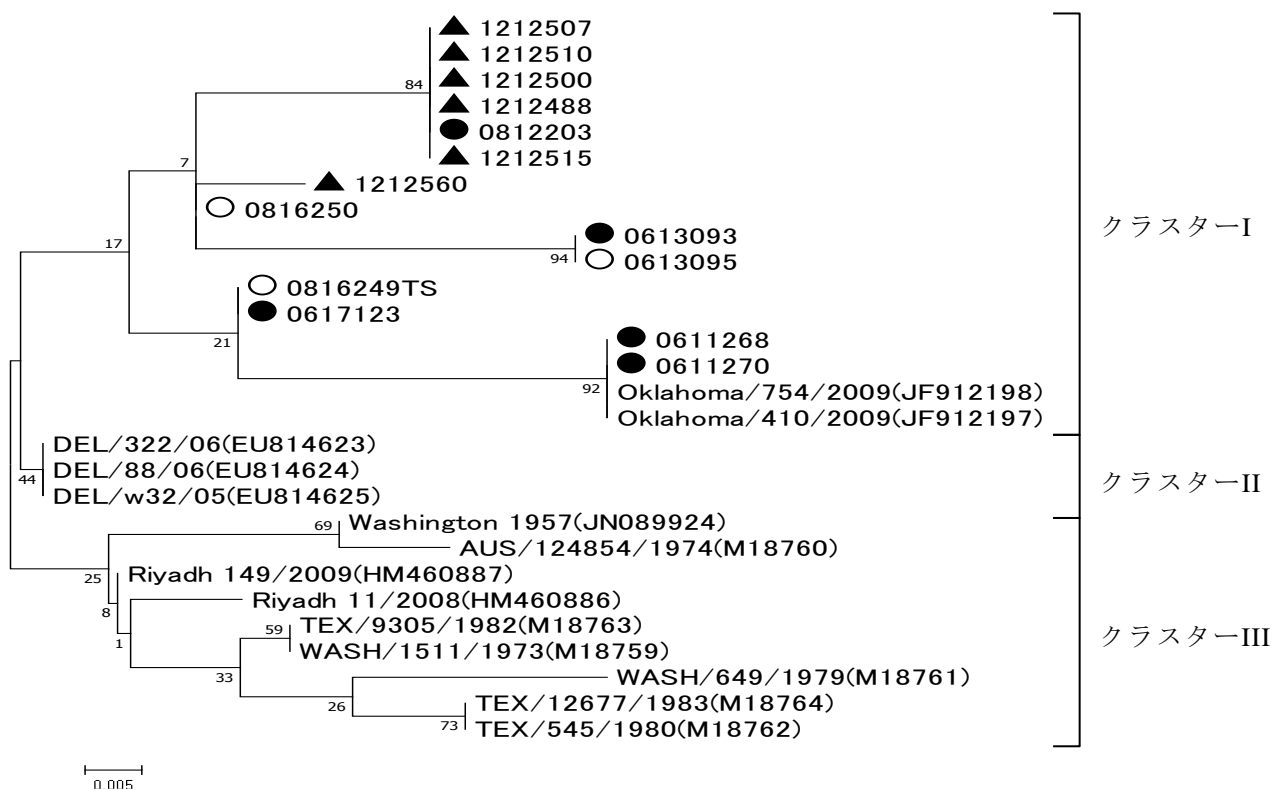 1212507
1212510
1212500
84
1212488
0812203
1212515
7
1212560
0816250
0613093
クラスターI
17
94
0613095
0816249TS
0617123
21
0611268
0611270
92
Oklahoma/754/2009(JF912198)
Oklahoma/410/2009(JF912197)
DEL/322/06(EU814623)
44
DEL/88/06(EU814624)
クラスターII
DEL/w32/05(EU814625)
69
Washington 1957(JN089924)
AUS/124854/1974(M18760)
25
Riyadh 149/2009(HM460887)
8
Riyadh 11/2008(HM460886)
1
59
TEX/9305/1982(M18763)
クラスターIII
WASH/1511/1973(M18759)
33
WASH/649/1979(M18761)
26
TEX/12677/1983(M18764)
73
TEX/545/1980(M18762)
0.005